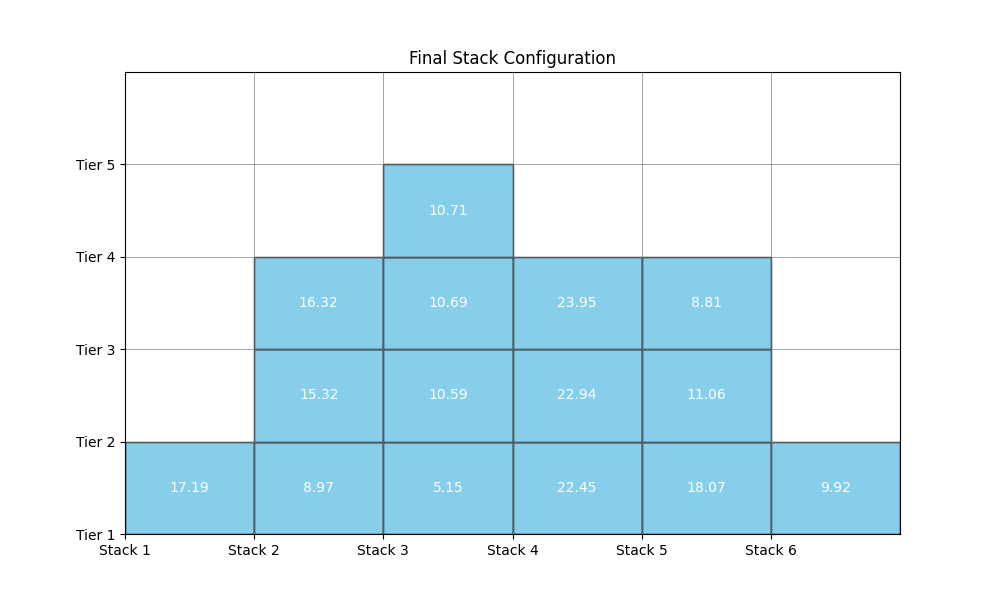 Final Stack Configuration
Tier 5
10.71
Tier 4
16.32 10.69 23.95 8.81
Tier 3
15.32 10.59 22.94 11.06
Tier 2
17.19 8.97 5.15 22.45 18.07 9.92
Tier 1
Stack 1 Stack 2 Stack 3 Stack 4 Stack 5 Stack 6